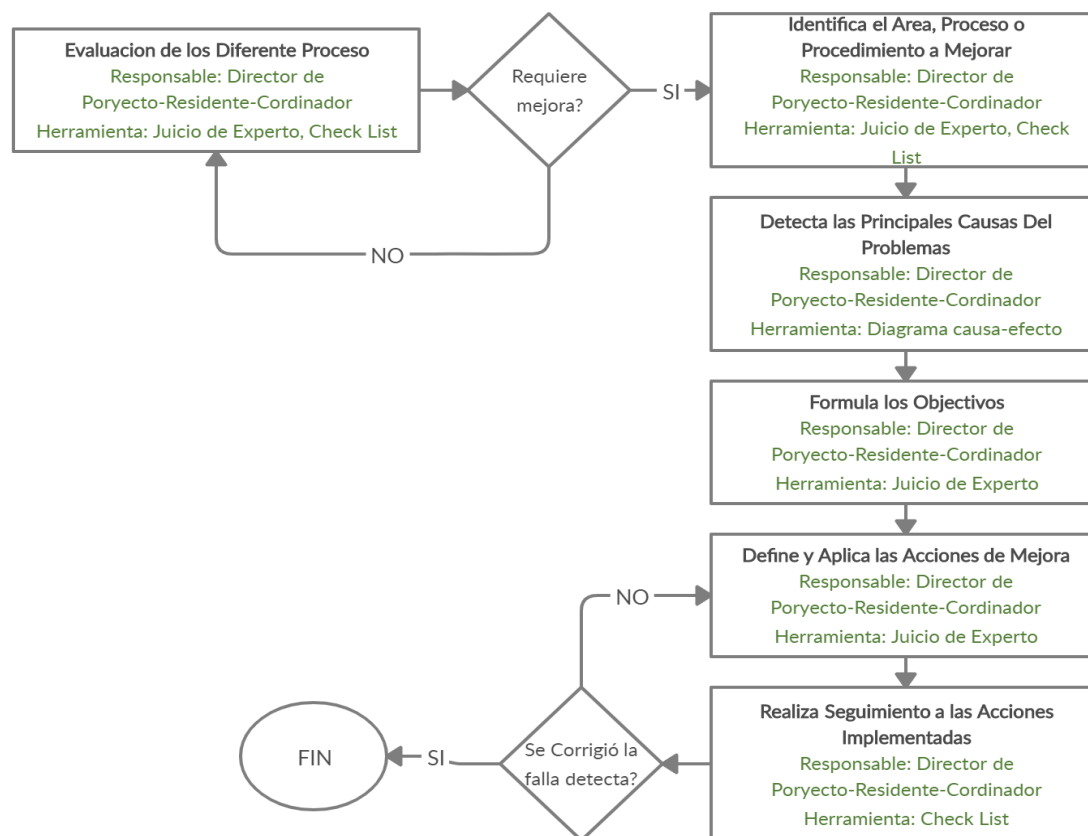 Evaluacion de los Diferente Proceso
Responsable: Director de
Poryecto-Residente-Cordinador
Herramienta: Juicio de Experto, Check List
Requiere
mejora?
SI
NO
Identifica el Area, Proceso o
Procedimiento a Mejorar
Responsable: Director de
Poryecto-Residente-Cordinador
Herramienta: Juicio de Experto, Check
List
Detecta las Principales Causas Del
Problemas
Responsable: Director de
Poryecto-Residente-Cordinador
Herramienta: Diagrama causa-efecto
Formula los Objectivos
Responsable: Director de
Poryecto-Residente-Cordinador
Herramienta: Juicio de Experto
Define y Aplica las Acciones de Mejora
Responsable: Director de
Poryecto-Residente-Cordinador
Herramienta: Juicio de Experto
Realiza Seguimiento a las Acciones
Implementadas
Responsable: Director de
Poryecto-Residente-Cordinador
Herramienta: Check List
Se Corrigió la
falla detecta?
NO
SI
FIN